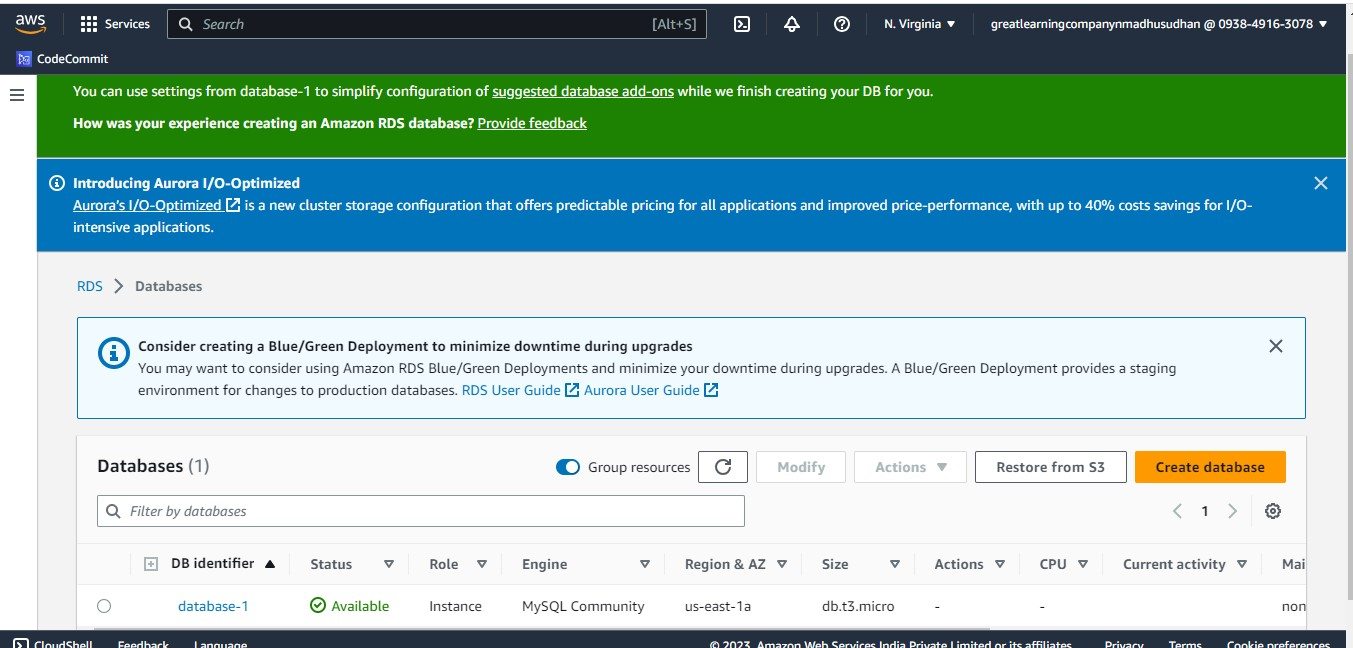 aws
Services
Search
[Alt+S]
N. Virginia
greatlearningcompanynmadhusudhan @ 0938-4916-3078
CodeCommit
You can use settings from database-1 to simplify configuration of suggested database add-ons while we finish creating your DB for you.
How was your experience creating an Amazon RDS database? Provide feedback
Introducing Aurora I/O-Optimized
Aurora's I/O-Optimized is a new cluster storage configuration that offers predictable pricing for all applications and improved price-performance, with up to 40% costs savings for I/O-
intensive applications.
RDS > Databases
Consider creating a Blue/Green Deployment to minimize downtime during upgrades
You may want to consider using Amazon RDS Blue/Green Deployments and minimize your downtime during upgrades. A Blue/Green Deployment provides a staging
environment for changes to production databases. RDS User Guide Aurora User Guide
Databases (1)
Group resources
Modify
Actions
Restore from S3
Create database
Filter by databases
1
DB identifier Status Role Engine Region & AZ Size Actions CPU Current activity Mai
database-1 Available Instance MySQL Community us-east-1a db.t3.micro - - non
CloudShell Feedback Language © 2023, Amazon Web Services India Private Limited or its affiliates. Privacy Terms Cookie preferences